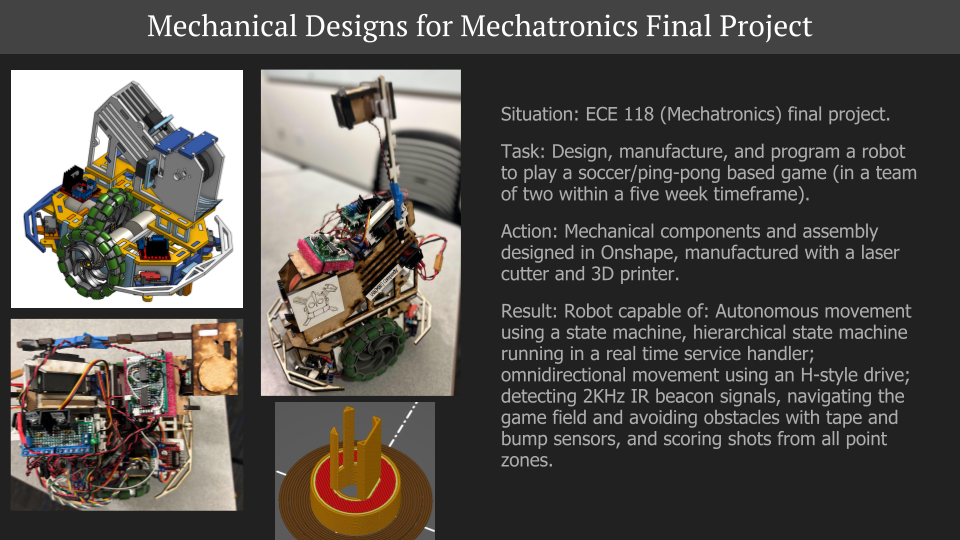 Mechanical Designs for Mechatronics Final Project
Situation: ECE 118 (Mechatronics) final project.
Task: Design, manufacture, and program a robot
to play a soccer/ping-pong based game (in a team
of two within a five week timeframe).
Action: Mechanical components and assembly
designed in Onshape, manufactured with a laser
cutter and 3D printer.
Result: Robot capable of: Autonomous movement
using a state machine, hierarchical state machine
running in a real time service handler;
omnidirectional movement using an H-style drive;
detecting 2KHz IR beacon signals, navigating the
game field and avoiding obstacles with tape and
bump sensors, and scoring shots from all point
zones.